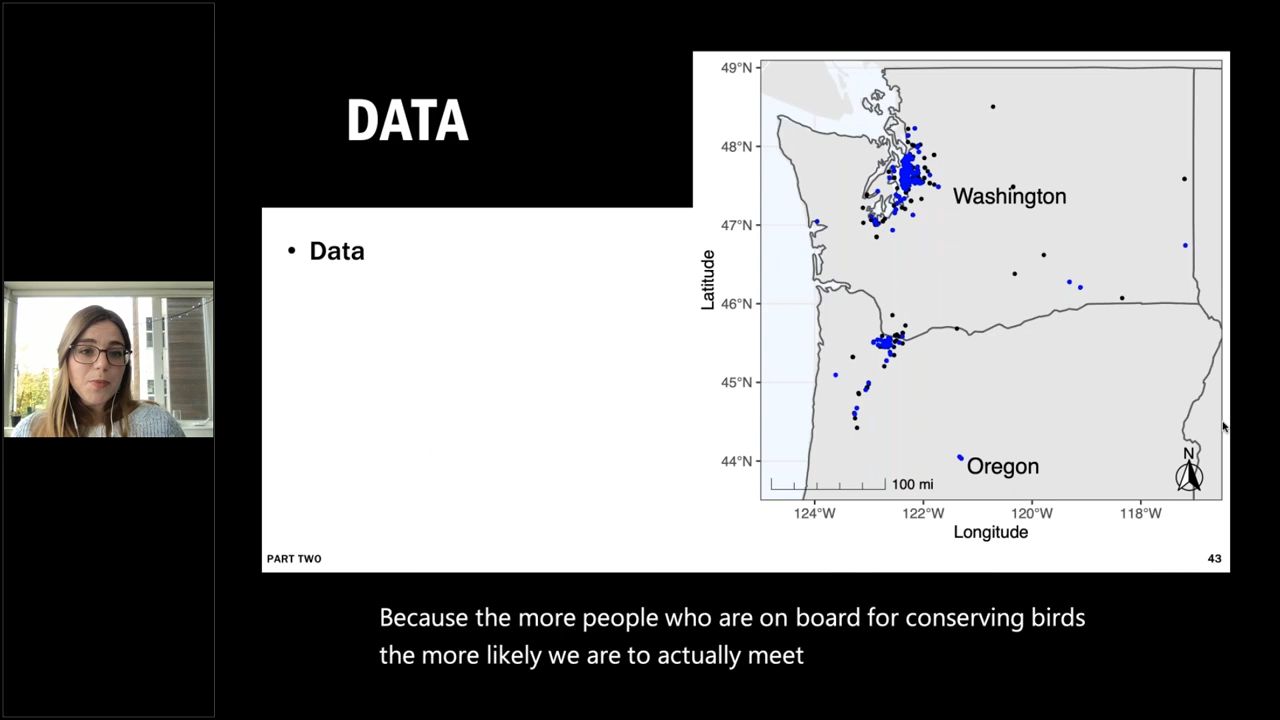 DATA
• Data
49°N
48°N
47°N
46°N
45°N
44°N
Latitude
Washington
Oregon
N
100 mi
124°W
122°W
120°W
118°W
Longitude
PART TWO
43
Because the more people who are on board for conserving birds
the more likely we are to actually meet